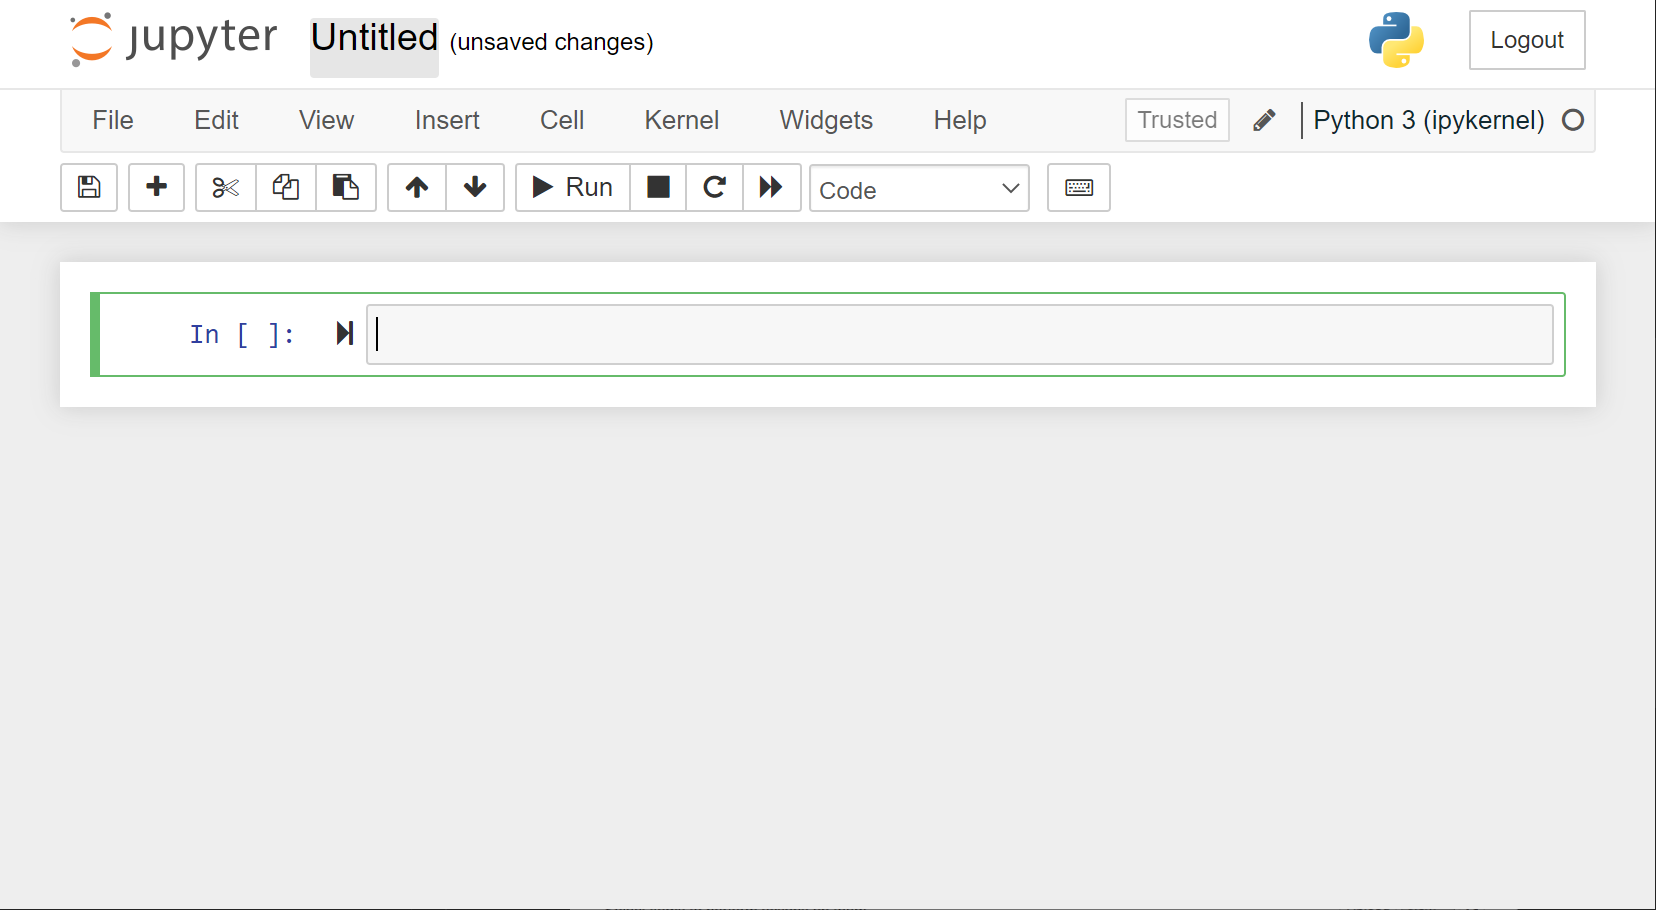 jupyter Untitled (unsaved changes) Logout
File Edit View Insert Cell Kernel Widgets Help Trusted Python 3 (ipykernel)
Run Code
In [ ]: